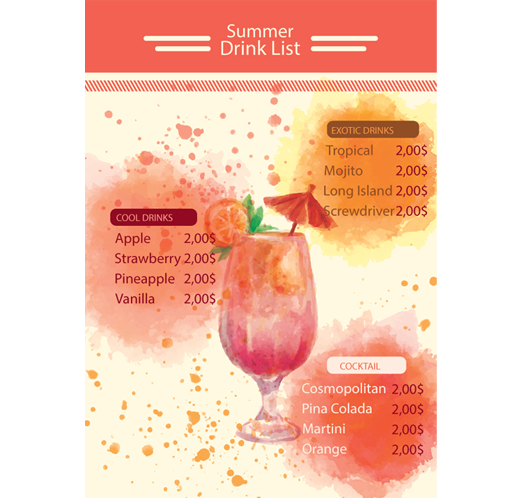 Summer
Drink List
EXOTIC DRINKS
Tropical 2,00$
Mojito 2,00$
Long Island 2,00$
Screwdriver 2,00$
COOL DRINKS
Apple 2,00$
Strawberry 2,00$
Pineapple 2,00$
Vanilla 2,00$
COCKTAIL
Cosmopolitan 2,00$
Pina Colada 2,00$
Martini 2,00$
Orange 2,00$